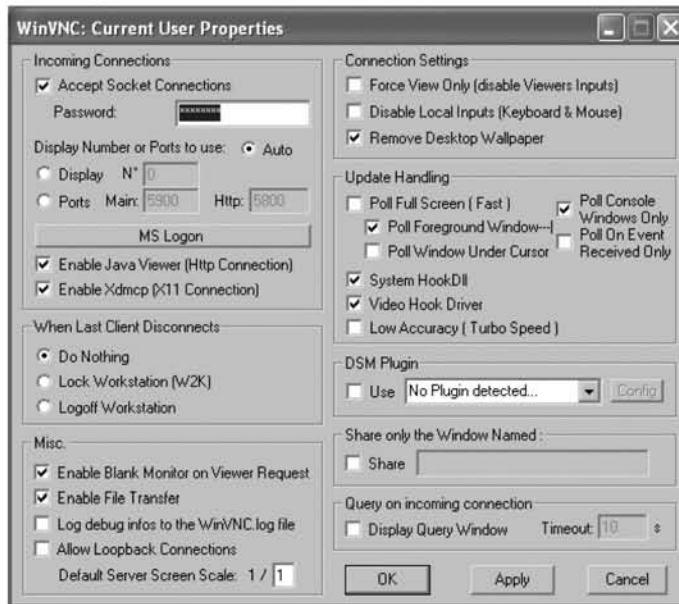 WinVNC: Current User Properties
Incoming Connections
Accept Socket Connections
Password: ********
Display Number or Ports to use: Auto
Display N° 0
Ports Main: 5900 Http: 5800
MS Logon
Enable Java Viewer (Http Connection)
Enable Xdmcp (X11 Connection)
When Last Client Disconnects
Do Nothing
Lock Workstation (W2K)
Logoff Workstation
Misc.
Enable Blank Monitor on Viewer Request
Enable File Transfer
Log debug infos to the WinVNC.log file
Allow Loopback Connections
Default Server Screen Scale: 1 / 1
Connection Settings
Force View Only (disable Viewers Inputs)
Disable Local Inputs (Keyboard & Mouse)
Remove Desktop Wallpaper
Update Handling
Poll Full Screen ( Fast )
Poll Foreground Window---|
Poll Window Under Cursor
Poll Console
Windows Only
Poll On Event
Received Only
System HookDll
Video Hook Driver
Low Accuracy ( Turbo Speed )
DSM Plugin
Use No Plugin detected... Config
Share only the Window Named :
Share
Query on incoming connection
Display Query Window Timeout: 10 s
OK Apply Cancel